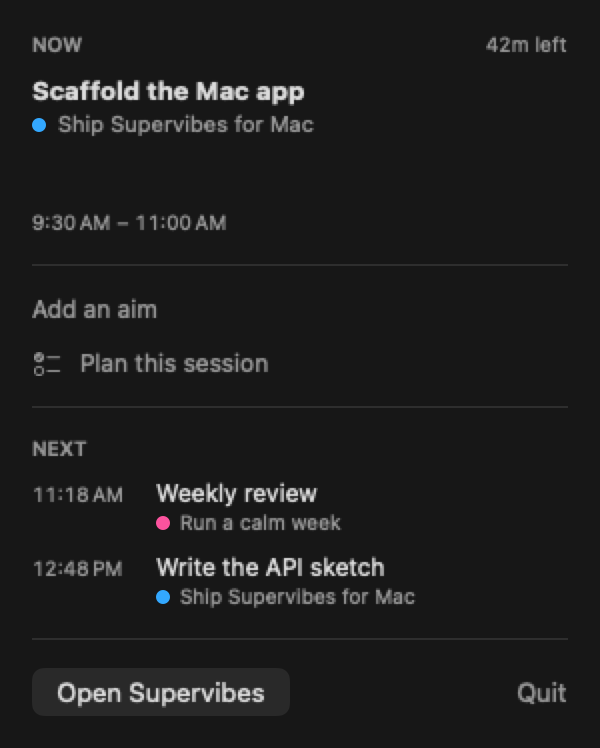 NOW
42m left
Scaffold the Mac app
Ship Supervibes for Mac
9:30 AM – 11:00 AM
Add an aim
Plan this session
NEXT
11:18 AM Weekly review
Run a calm week
12:48 PM Write the API sketch
Ship Supervibes for Mac
Open Supervibes
Quit